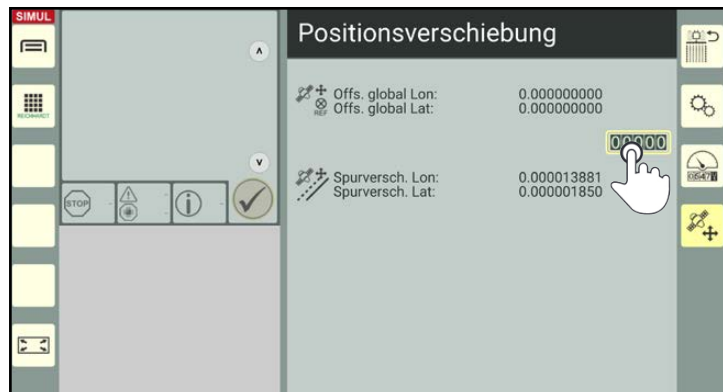 SIMUL
Positionsverschiebung
REICHHARDT
Offs. global Lon: 0.000000000
REF Offs. global Lat: 0.000000000
00000
Spurversch. Lon: 0.000013881
Spurversch. Lat: 0.000001850
STOP